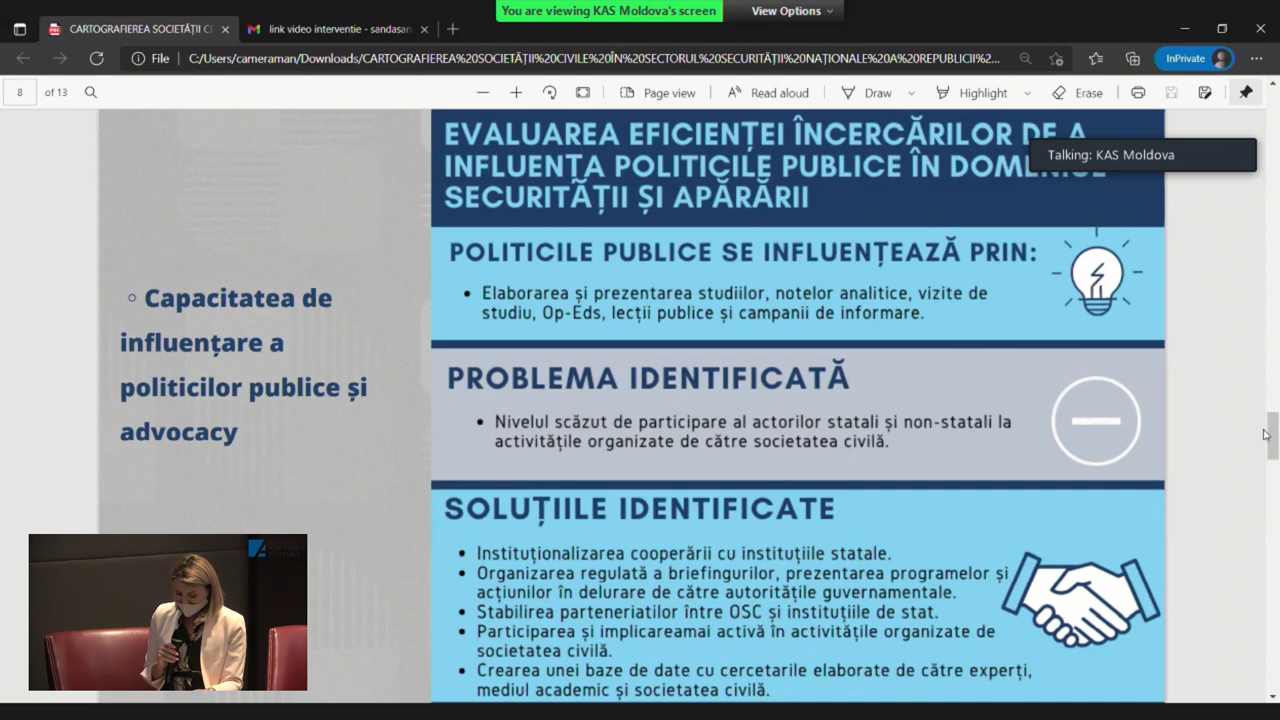 You are viewing KAS Moldova's screen
View Options
CARTOGRAFIEREA SOCIETĂȚII CI
link video interventie - sandasan
File
C:/Users/cameraman/Downloads/CARTOGRAFIEREA%20SOCIETĂȚII%20CIVILE%20ÎN%20SECTORUL%20SECURITĂȚII%20NAȚIONALE%20A%20REPUBLICII%2...
InPrivate
8 of 13
Page view
Read aloud
Draw
Highlight
Erase
Talking: KAS Moldova
EVALUAREA EFICIENȚEI ÎNCERCĂRILOR DE A
INFLUENȚA POLITICILE PUBLICE ÎN DOMENIUL
SECURITĂȚII ȘI APĂRĂRII
POLITICILE PUBLICE SE INFLUENȚEAZĂ PRIN:
• Elaborarea și prezentarea studiilor, notelor analitice, vizite de
studiu, Op-Eds, lecții publice și campanii de informare.
◦ Capacitatea de
influențare a
politicilor publice și
advocacy
PROBLEMA IDENTIFICATĂ
• Nivelul scăzut de participare al actorilor statali și non-statali la
activitățile organizate de către societatea civilă.
SOLUȚIILE IDENTIFICATE
• Instituționalizarea cooperării cu instituțiile statale.
• Organizarea regulată a briefingurilor, prezentarea programelor și
acțiunilor în delurare de către autoritățile guvernamentale.
• Stabilirea parteneriatilor între OSC și instituțiile de stat.
• Participarea și implicareamai activă în activitățile organizate de
societatea civilă.
• Crearea unei baze de date cu cercetarile elaborate de către experți,
mediul academic și societatea civilă.